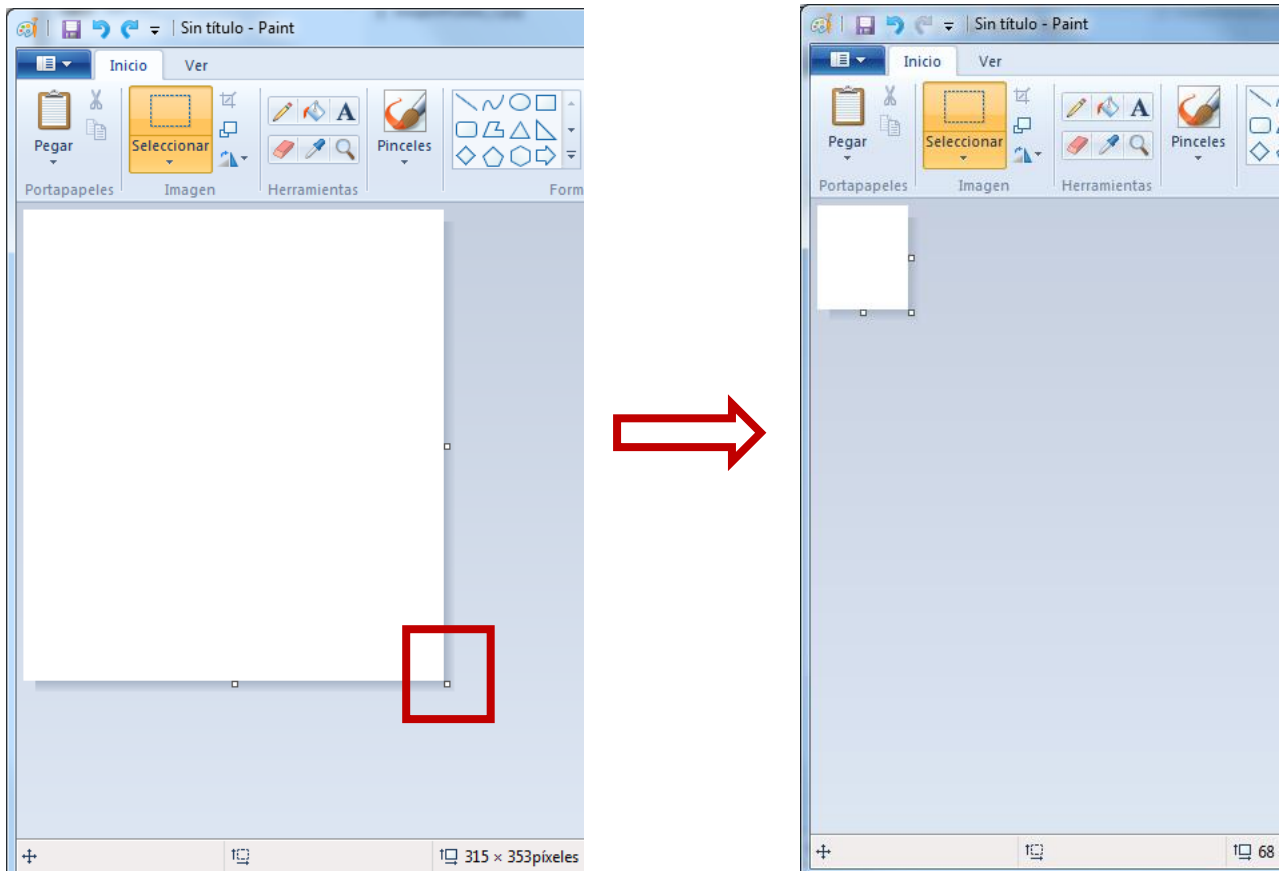 Sin título - Paint
Inicio Ver
Pegar
Seleccionar
A
Pinceles
Portapapeles Imagen Herramientas Form
315 × 353píxeles
Sin título - Paint
Inicio Ver
Pegar
Seleccionar
A
Pinceles
Portapapeles Imagen Herramientas
68